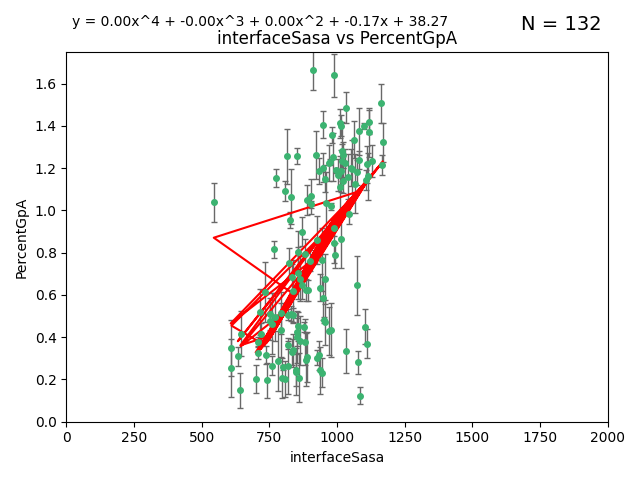 y = 0.00x^4 + -0.00x^3 + 0.00x^2 + -0.17x + 38.27
N = 132
interfaceSasa vs PercentGpA
PercentGpA
1.6
1.4
1.2
1.0
0.8
0.6
0.4
0.2
0.0
0 250 500 750 1000 1250 1500 1750 2000
interfaceSasa